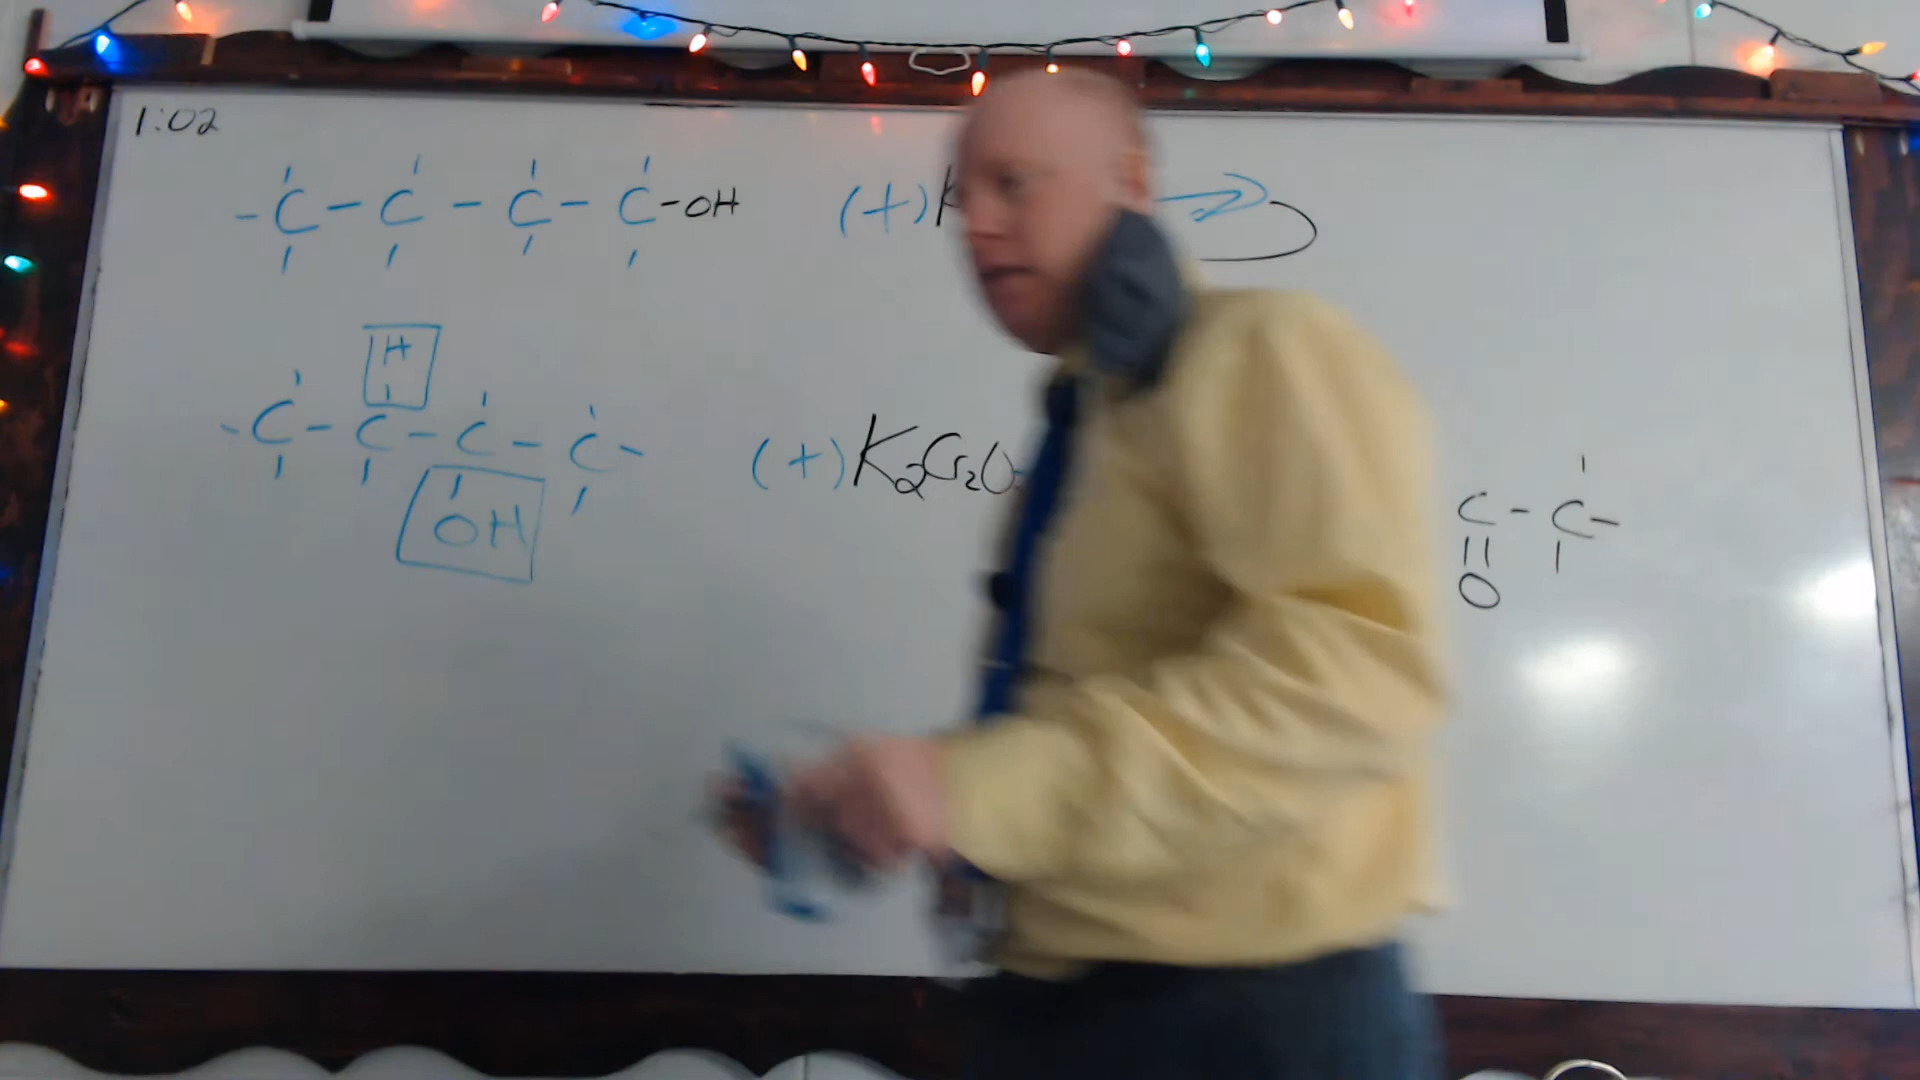 1:02
- C - C - C - C - OH (+) K
H
- C - C - C - C - (+) K2Cr2O
OH
C - C -
O